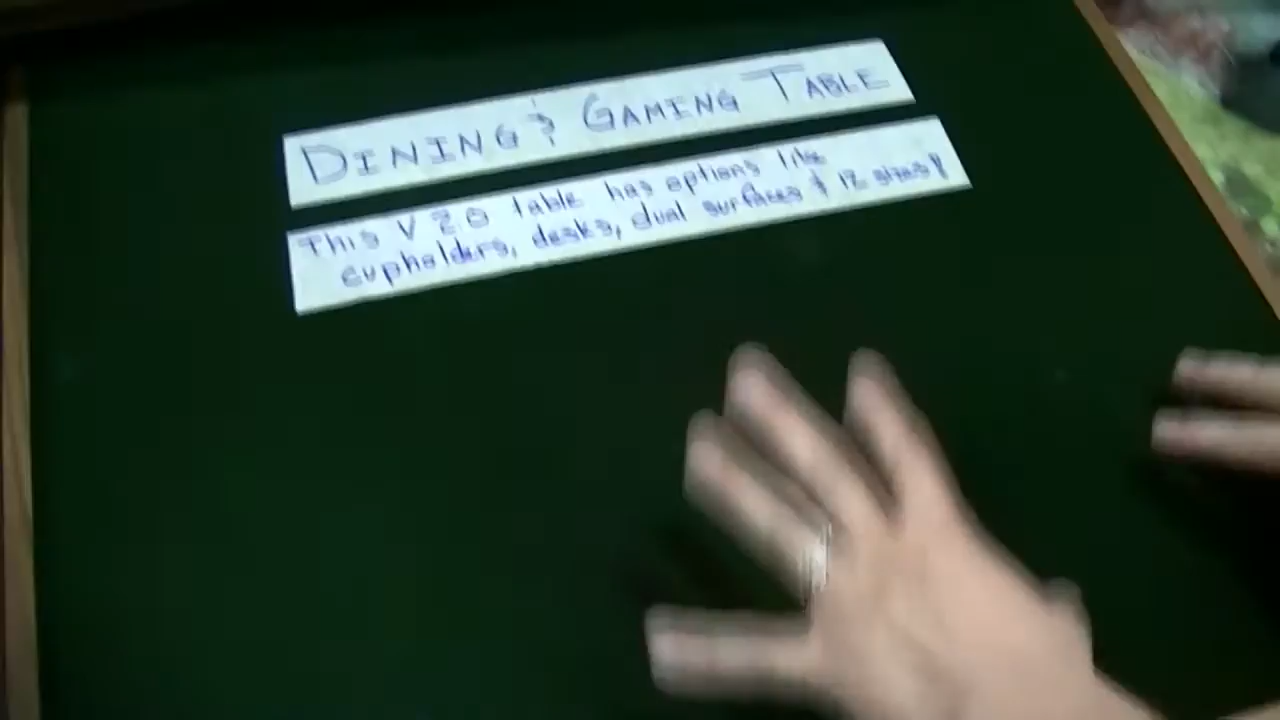 DINING & GAMING TABLE
This V 2.0 table has options like
cupholders, desks, dual surfaces & 12 sizes!